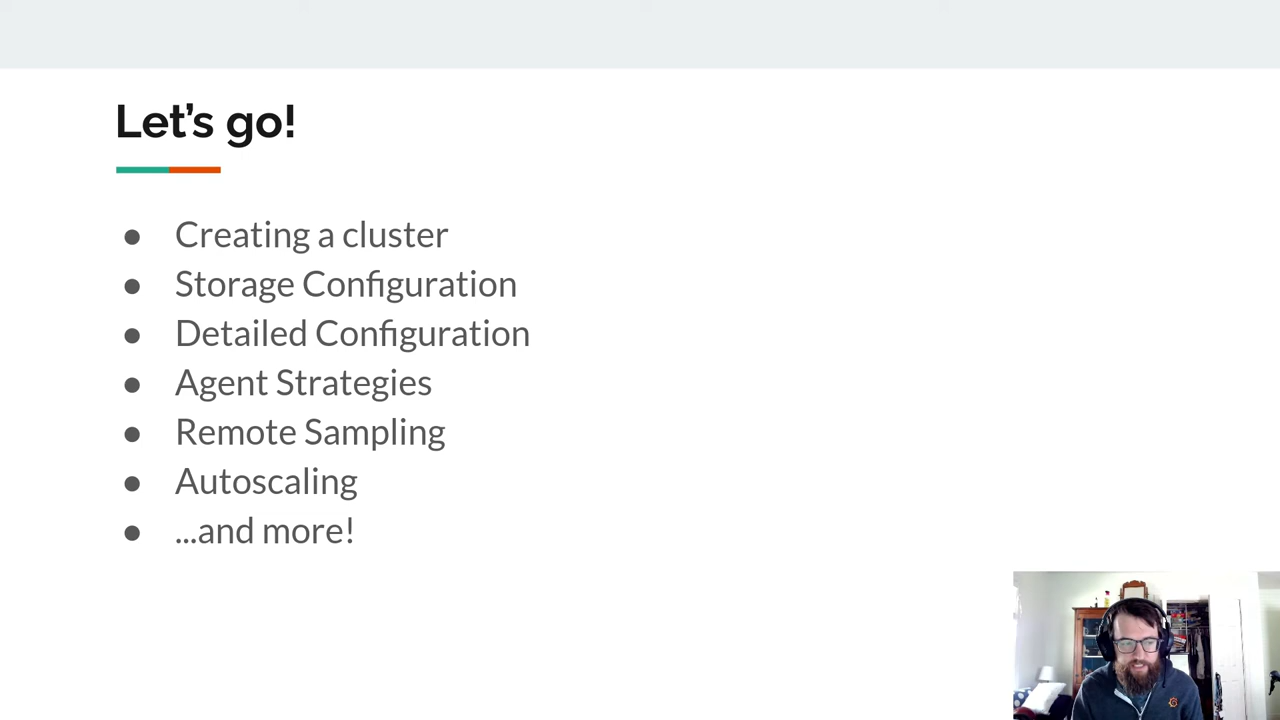 Let's go!
● Creating a cluster
● Storage Configuration
● Detailed Configuration
● Agent Strategies
● Remote Sampling
● Autoscaling
● ...and more!